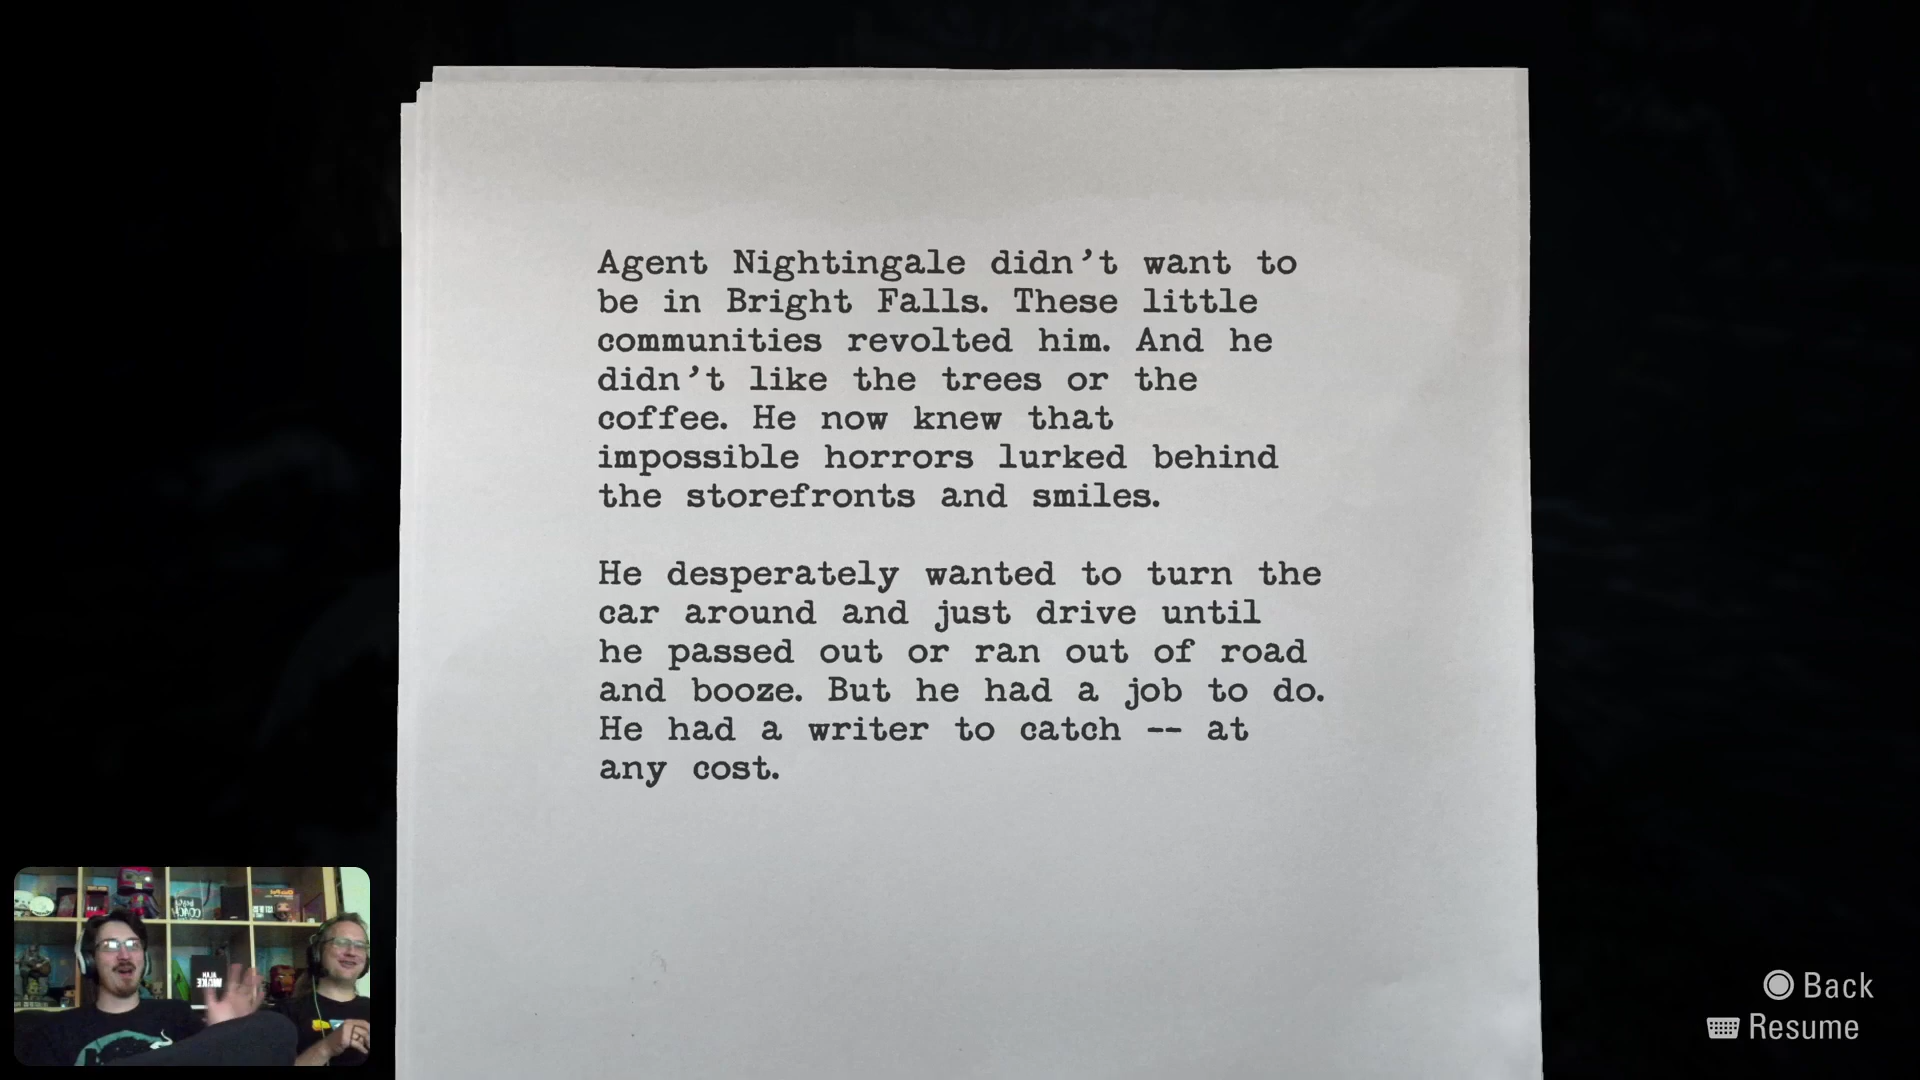 Agent Nightingale didn't want to
be in Bright Falls. These little
communities revolted him. And he
didn't like the trees or the
coffee. He now knew that
impossible horrors lurked behind
the storefronts and smiles.
He desperately wanted to turn the
car around and just drive until
he passed out or ran out of road
and booze. But he had a job to do.
He had a writer to catch -- at
any cost.
Back
Resume
COACH
ALAN
WAKE